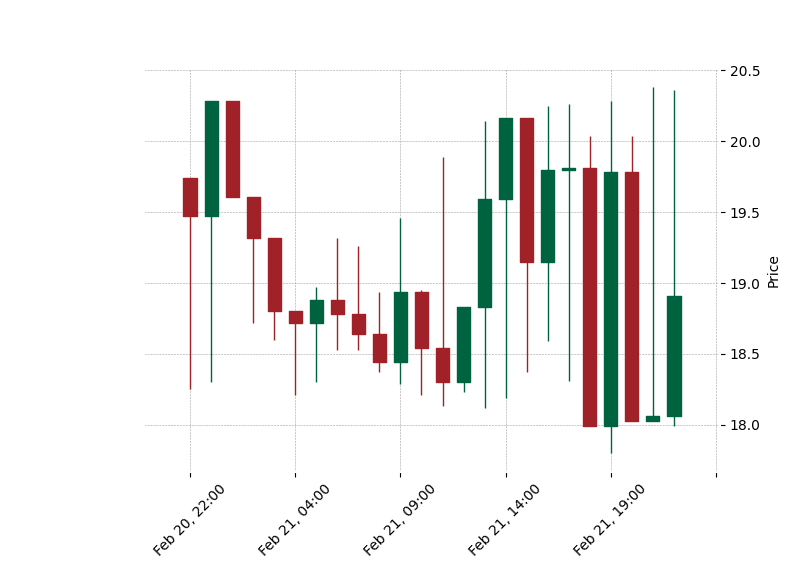 20.5
20.0
19.5
19.0
18.5
18.0
Price
Feb 20, 22:00
Feb 21, 04:00
Feb 21, 09:00
Feb 21, 14:00
Feb 21, 19:00